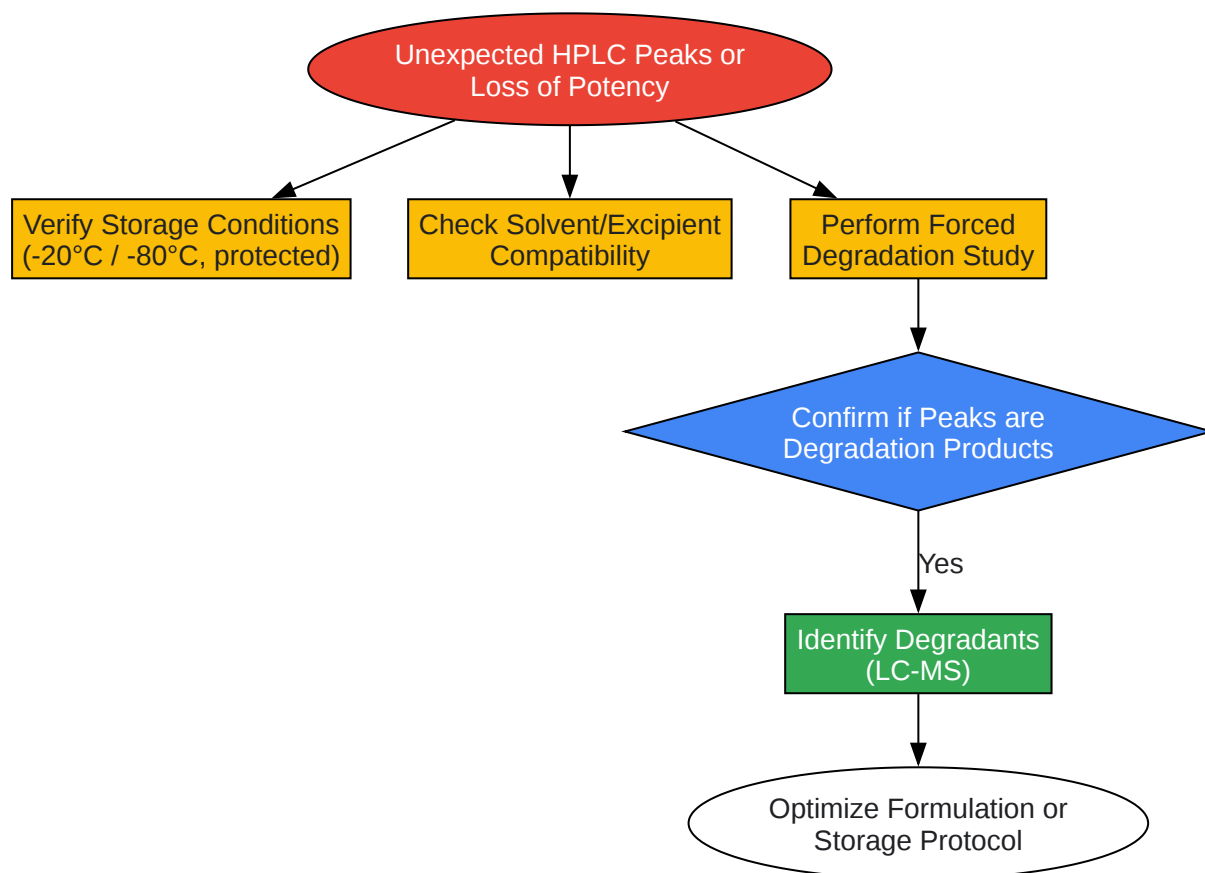 Unexpected HPLC Peaks or
Loss of Potency
Verify Storage Conditions
(-20°C / -80°C, protected)
Check Solvent/Excipient
Compatibility
Perform Forced
Degradation Study
Confirm if Peaks are
Degradation Products
Yes
Identify Degradants
(LC-MS)
Optimize Formulation or
Storage Protocol